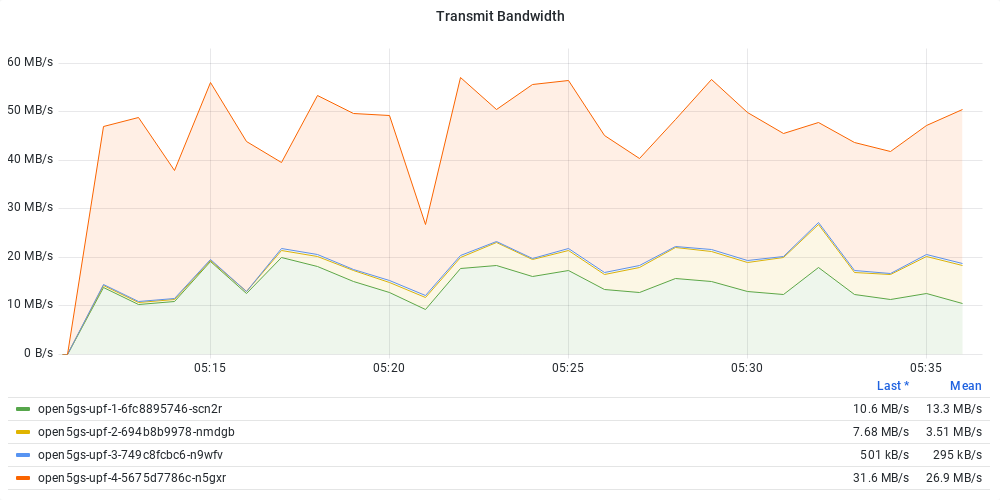 Transmit Bandwidth
60 MB/s
50 MB/s
40 MB/s
30 MB/s
20 MB/s
10 MB/s
0 B/s
05:15 05:20 05:25 05:30 05:35
Last * Mean
open5gs-upf-1-6fc8895746-scn2r 10.6 MB/s 13.3 MB/s
open5gs-upf-2-694b8b9978-nmdgb 7.68 MB/s 3.51 MB/s
open5gs-upf-3-749c8fcbc6-n9wfv 501 kB/s 295 kB/s
open5gs-upf-4-5675d7786c-n5gxr 31.6 MB/s 26.9 MB/s